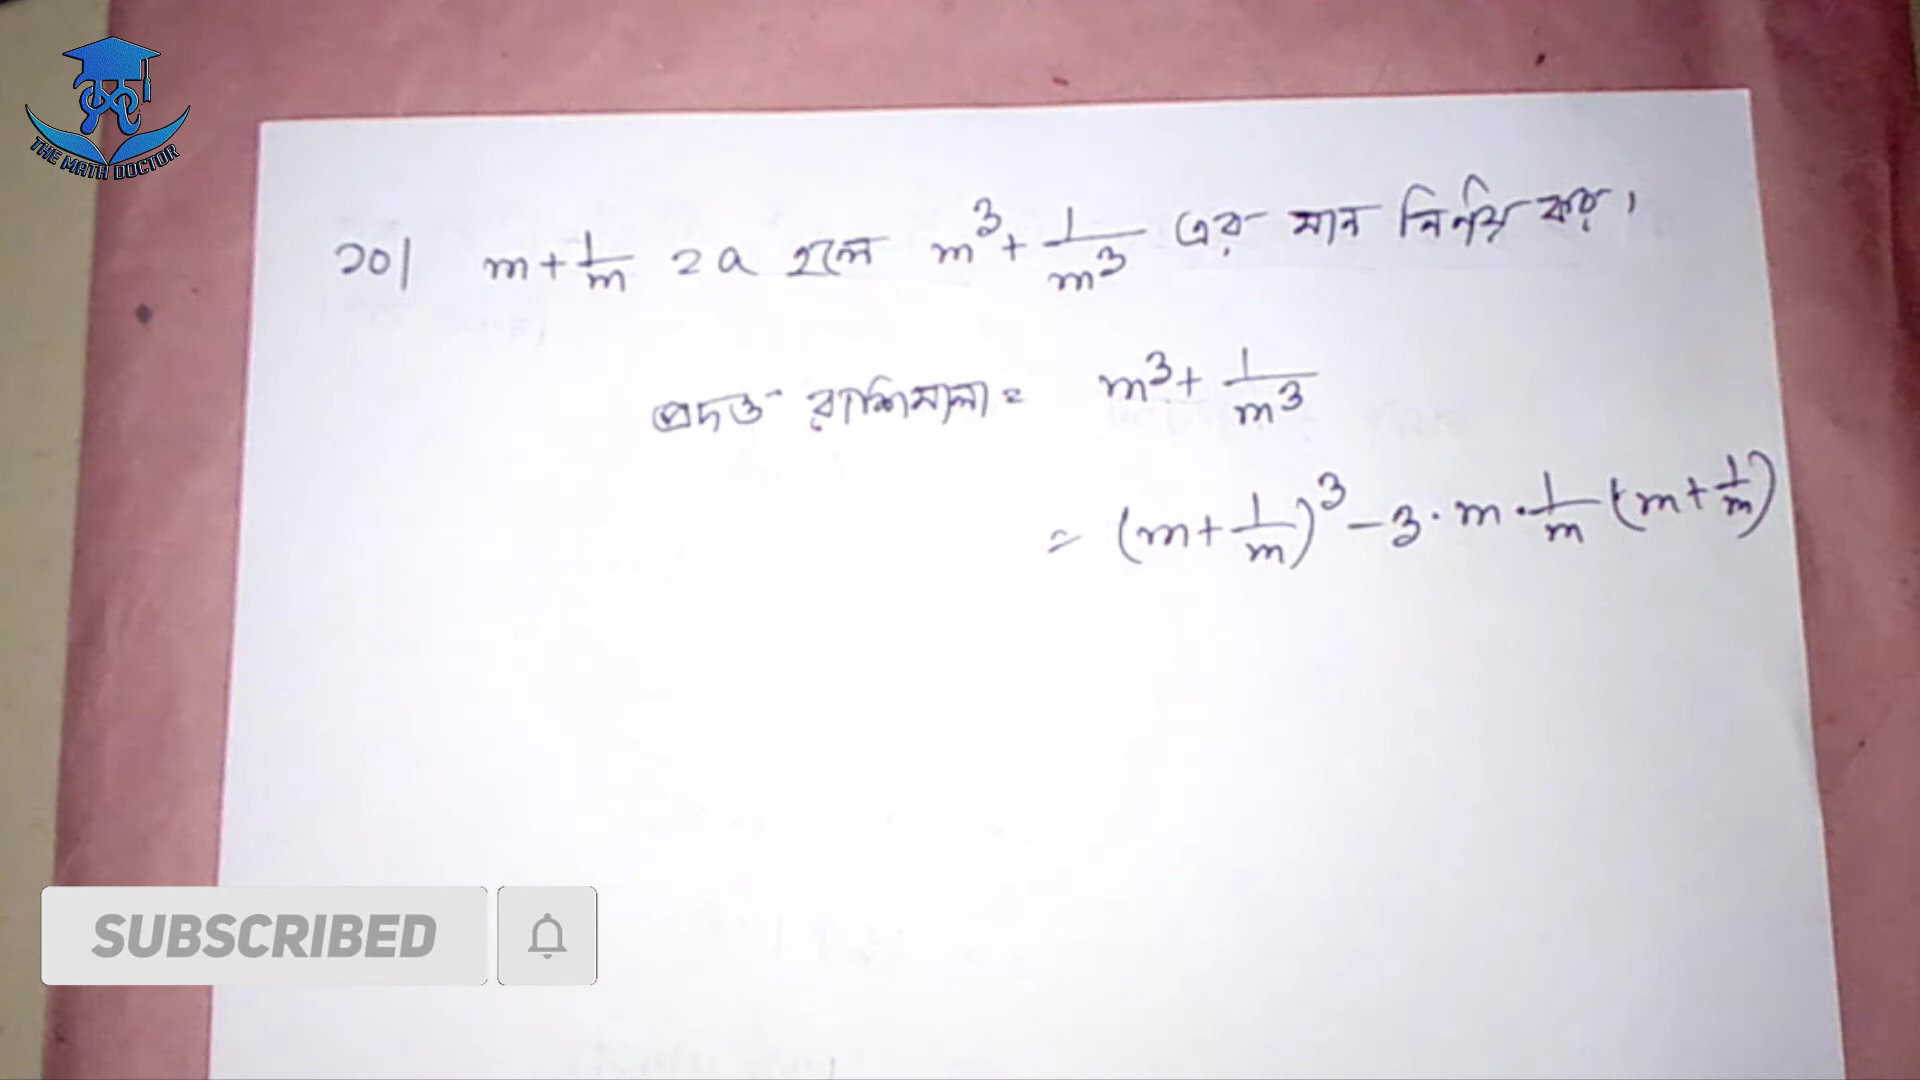 THE MATH DOCTOR
১০| m + 1/m = a হলে m³ + 1/m³ এর মান নির্ণয় কর।
প্রদত্ত রাশিমালা = m³ + 1/m³
= (m + 1/m)³ - 3 · m · 1/m (m + 1/m)
SUBSCRIBED